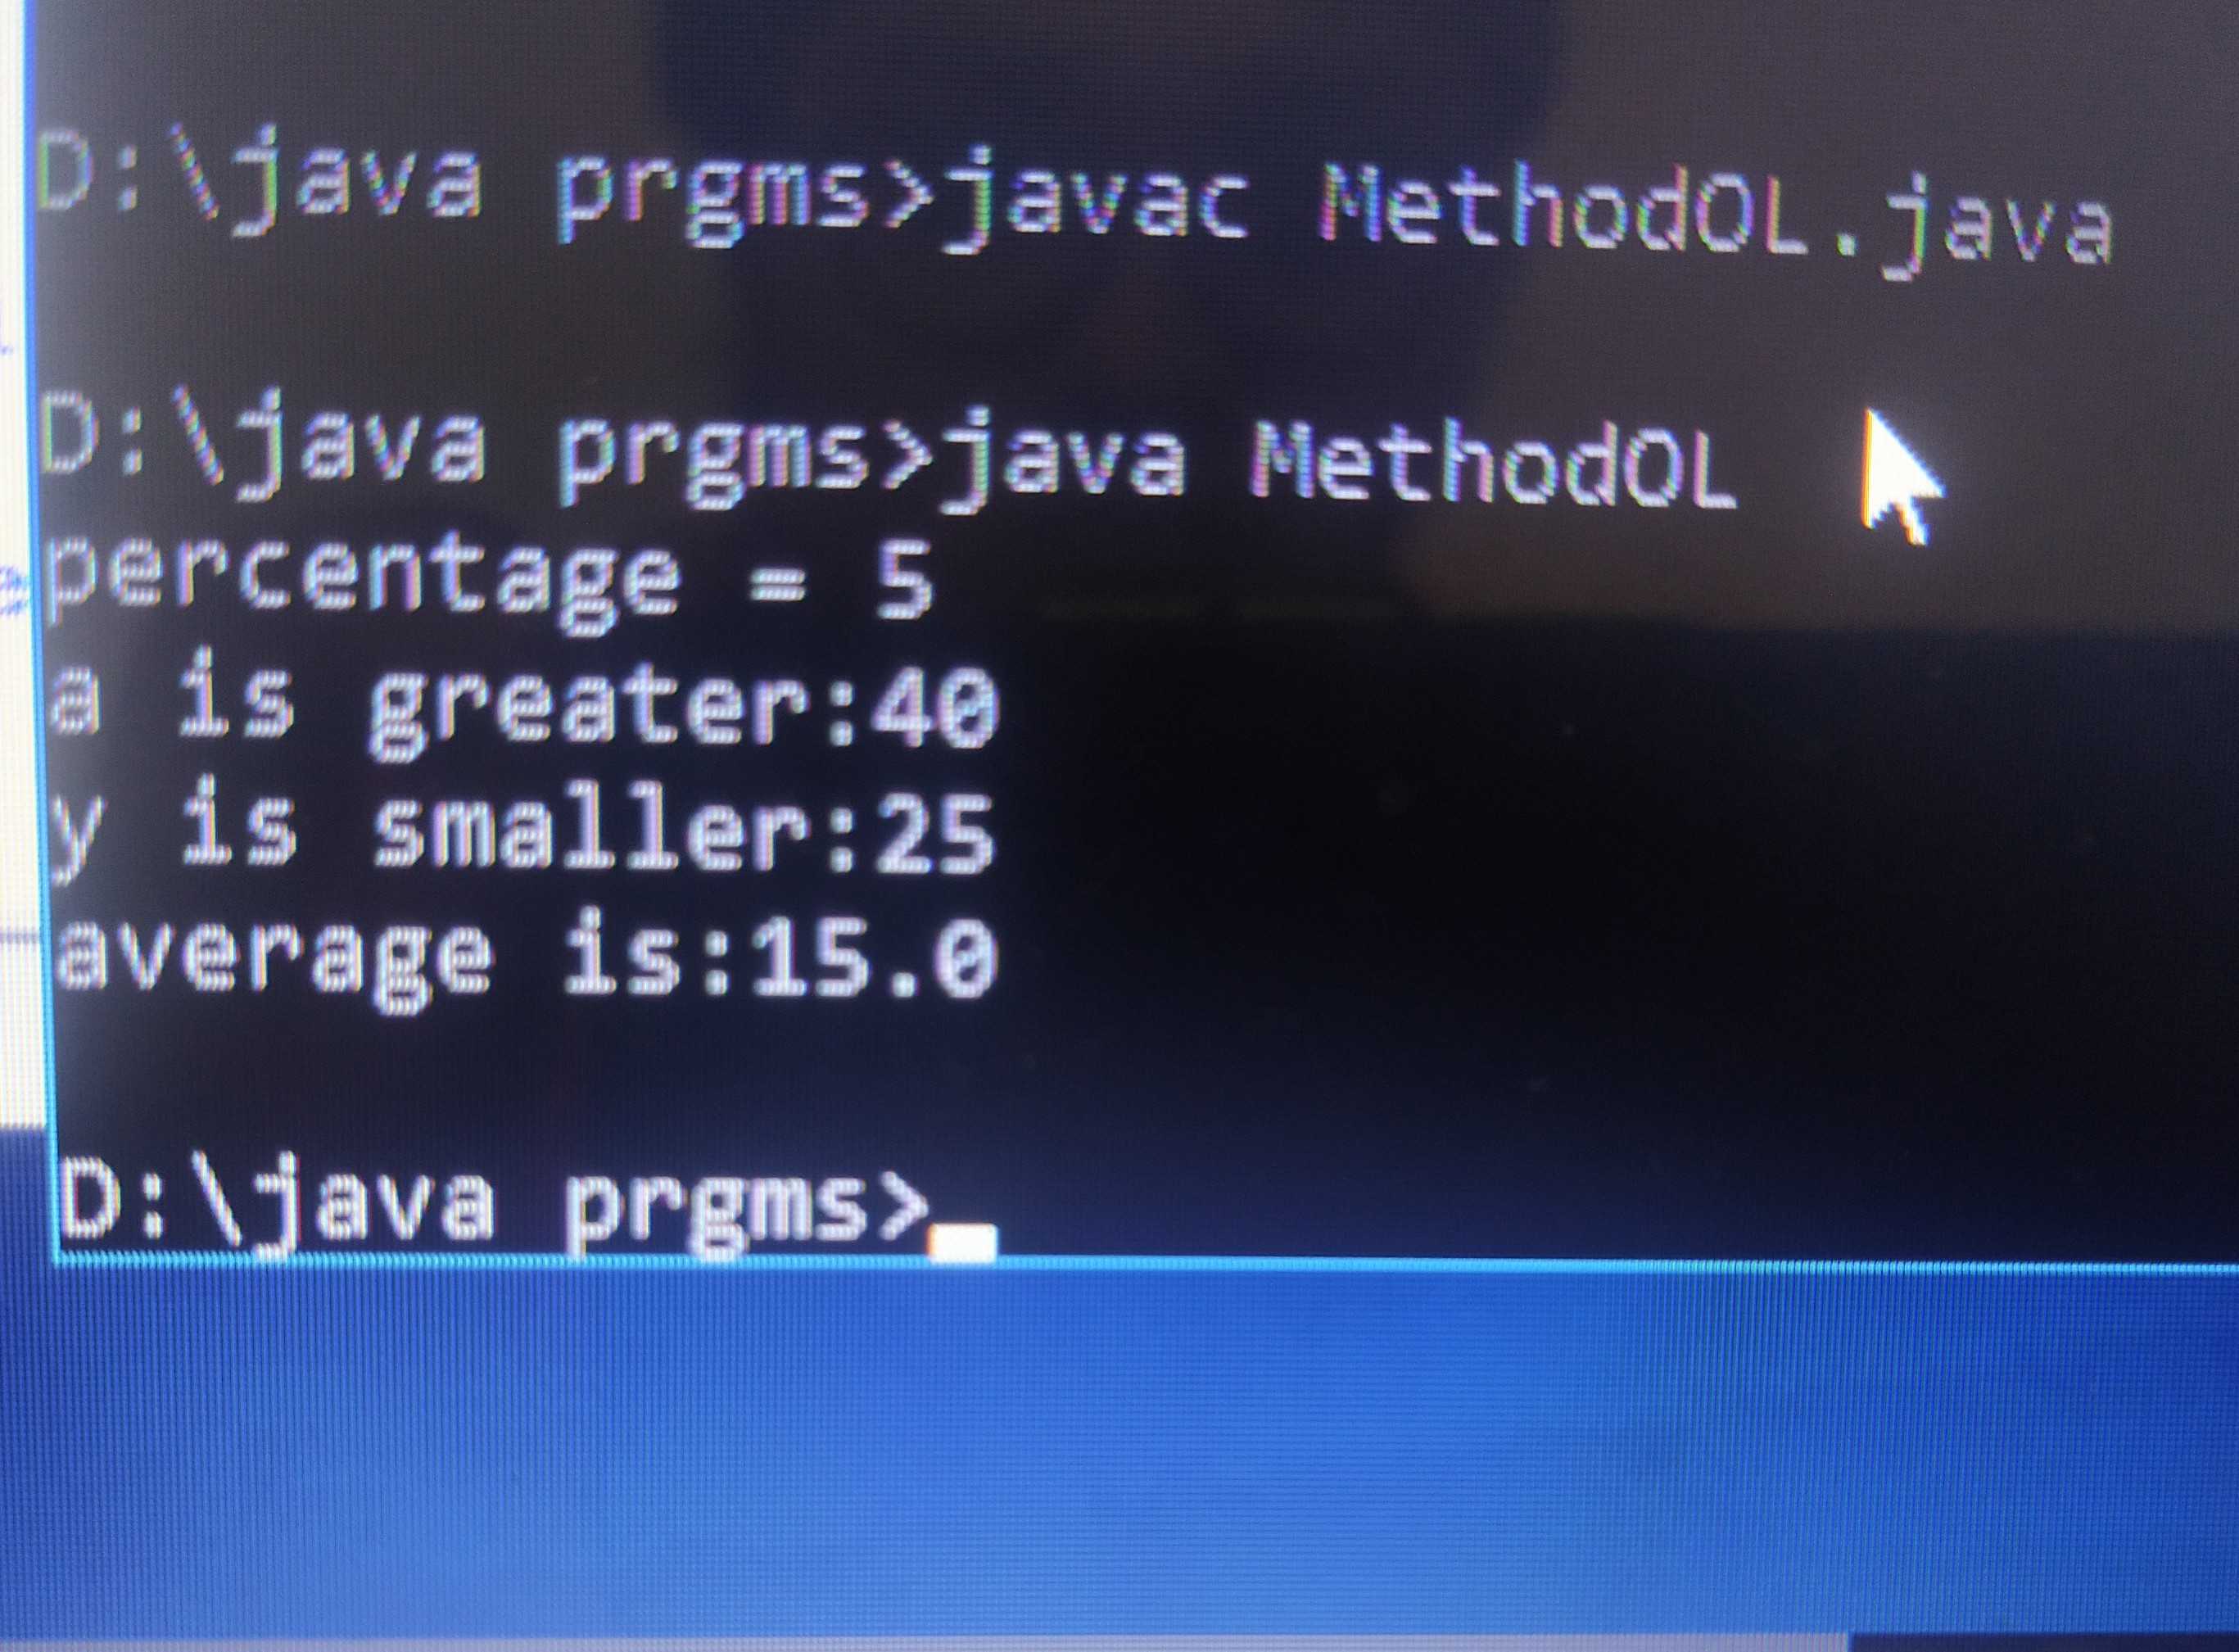 D:\java prgms>javac MethodOL.java
D:\java prgms>java MethodOL
percentage = 5
a is greater:40
y is smaller:25
average is:15.0
D:\java prgms>